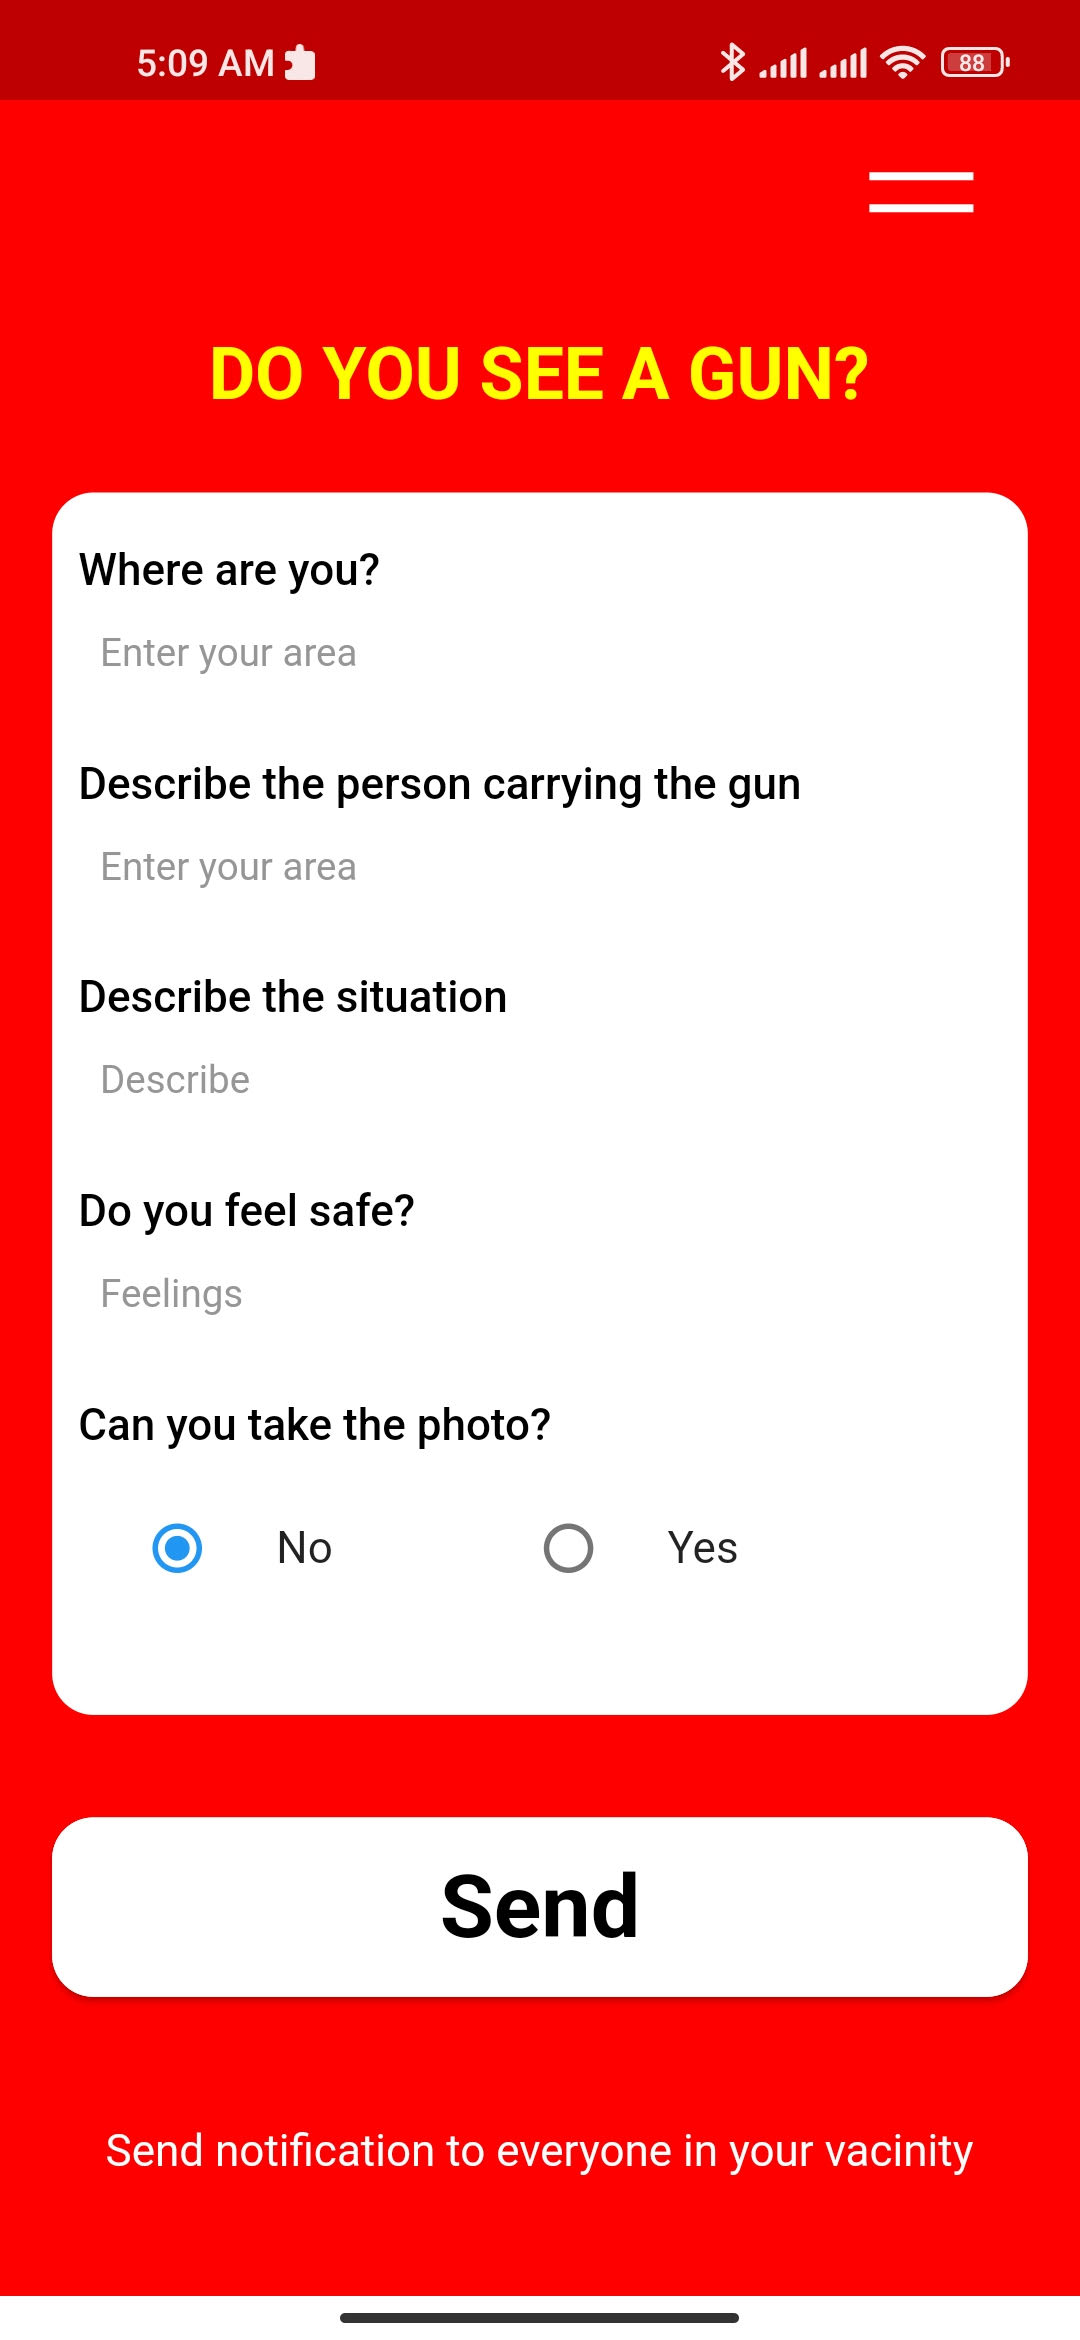 5:09 AM
88
DO YOU SEE A GUN?
Where are you?
Enter your area
Describe the person carrying the gun
Enter your area
Describe the situation
Describe
Do you feel safe?
Feelings
Can you take the photo?
No Yes
Send
Send notification to everyone in your vacinity